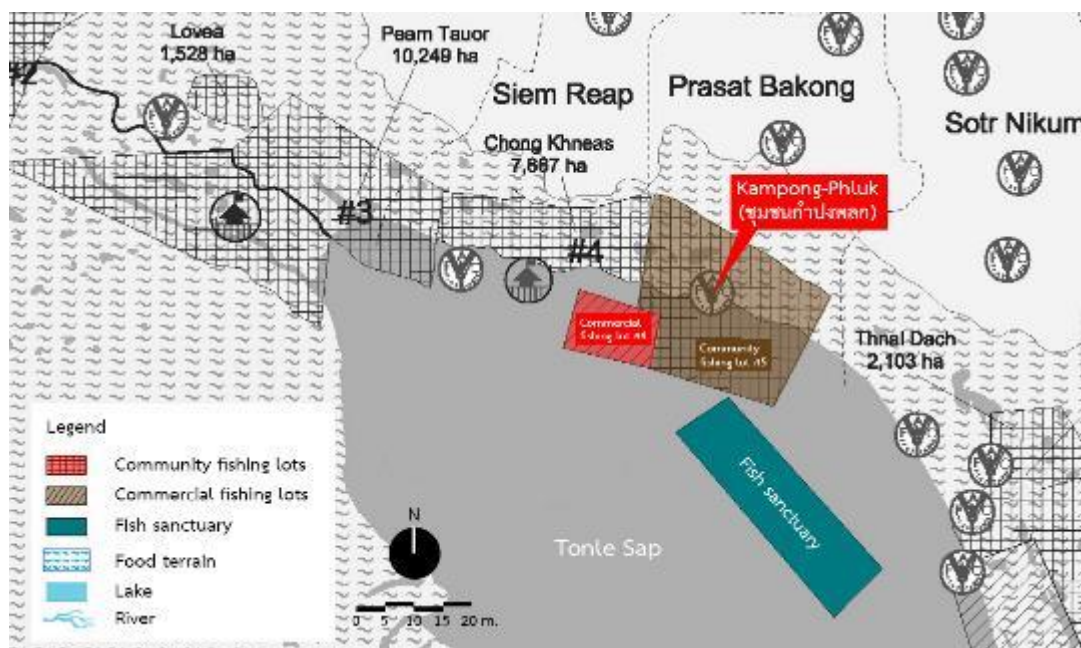 Lovea
1,528 ha
Peam Tauor
10,249 ha
Siem Reap
Prasat Bakong
Sotr Nikum
Chong Khneas
7,667 ha
Kampong-Phluk
(ชุมชนกำปงพลก)
#2
#3
#4
Commercial
fishing lot #4
Community
fishing lot #5
Thnal Dach
2,103 ha
Legend
Community fishing lots
Commercial fishing lots
Fish sanctuary
Food terrain
Lake
River
N
0 5 10 15 20 m.
Tonle Sap
Fish sanctuary